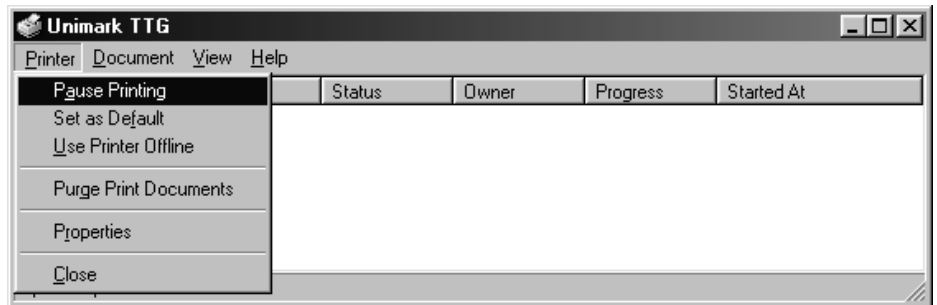 Unimark TTG
Printer Document View Help
Pause Printing
Status Owner Progress Started At
Set as Default
Use Printer Offline
Purge Print Documents
Properties
Close